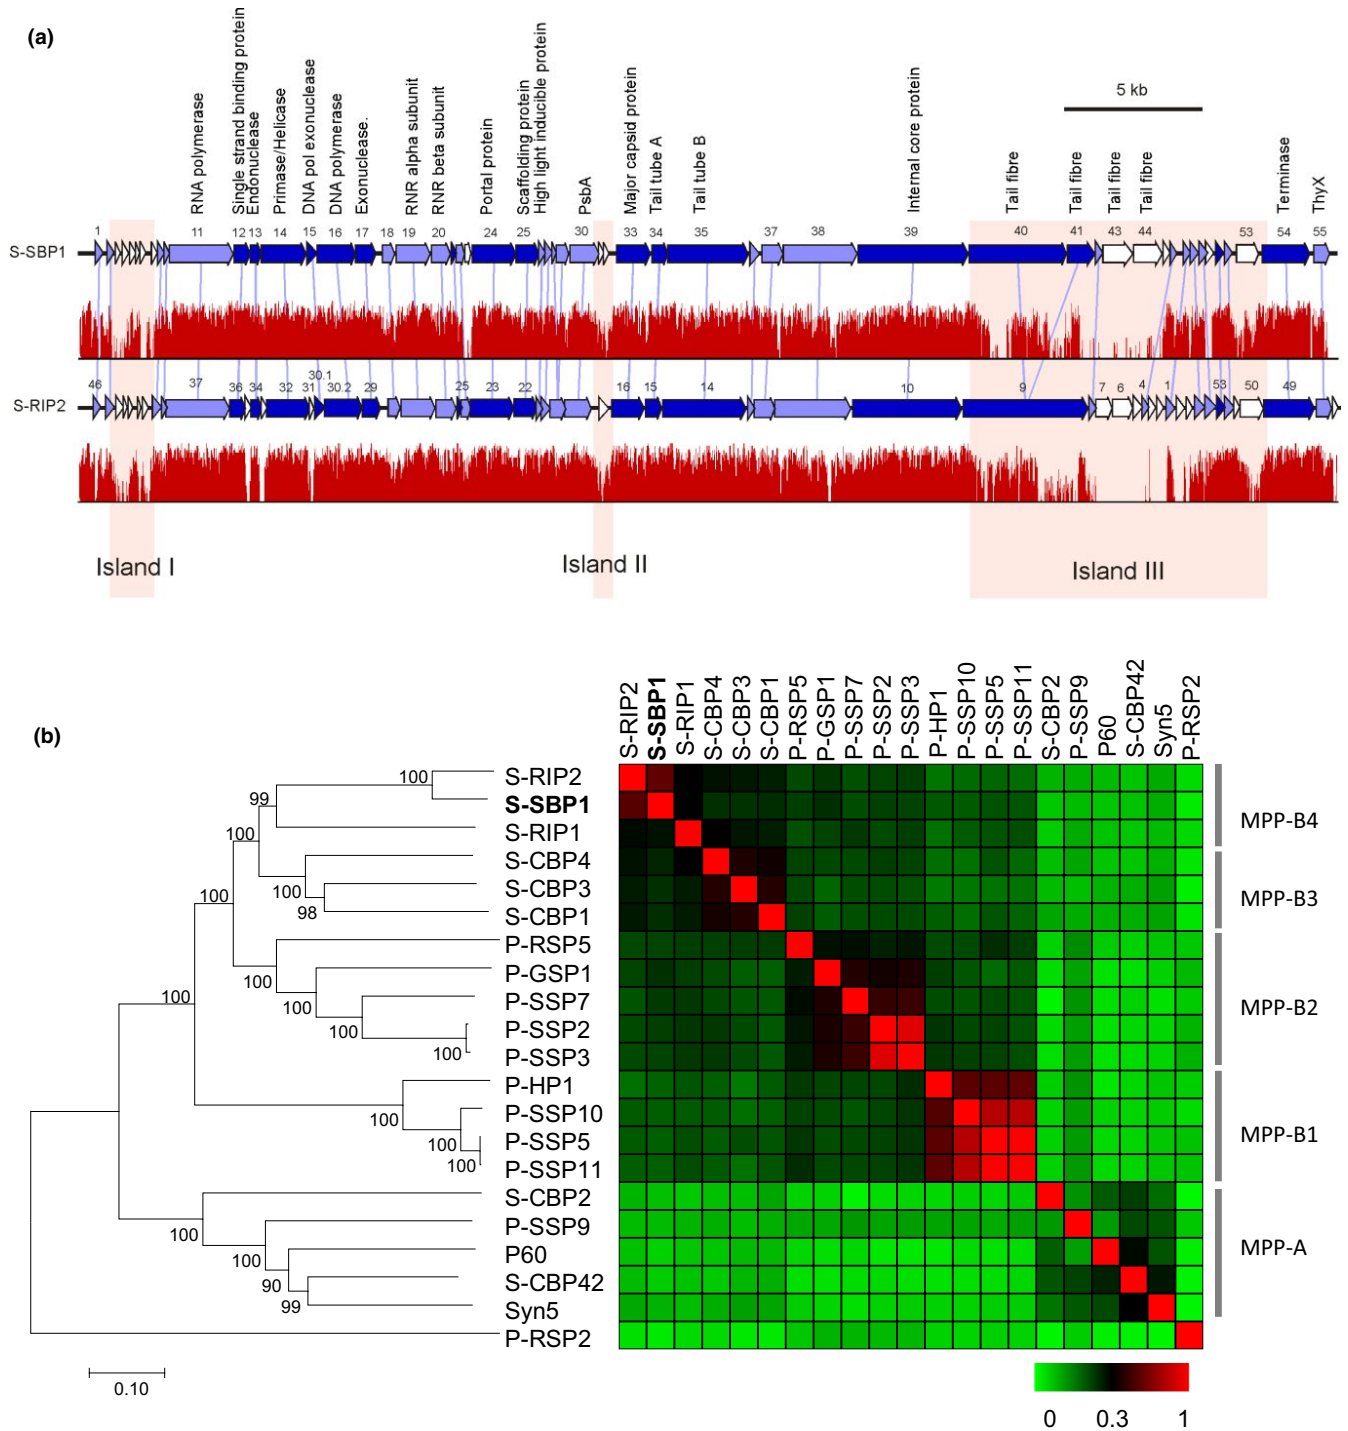 (a)
RNA polymerase
Single strand binding protein
Endonuclease
Primase/Helicase
DNA pol exonuclease
DNA polymerase
Exonuclease.
RNR alpha subunit
RNR beta subunit
Portal protein
Scaffolding protein
High light inducible protein
PsbA
Major capsid protein
Tail tube A
Tail tube B
Internal core protein
Tail fibre
Tail fibre
Tail fibre
Tail fibre
Terminase
ThyX
5 kb
1 11 12 13 14 15 16 17 18 19 20 24 25 30 33 34 35 37 38 39 40 41 43 44 53 54 55
S-SBP1
46 37 36 34 32 31 30.1 30.2 29 25 23 22 16 15 14 10 9 7 6 4 1 53 50 49
S-RIP2
Island I
Island II
Island III
(b)
S-RIP2
S-SBP1
S-RIP1
S-CBP4
S-CBP3
S-CBP1
P-RSP5
P-GSP1
P-SSP7
P-SSP2
P-SSP3
P-HP1
P-SSP10
P-SSP5
P-SSP11
S-CBP2
P-SSP9
P60
S-CBP42
Syn5
P-RSP2
100 S-RIP2
99 S-SBP1
100 S-RIP1
S-CBP4
100 S-CBP3
100 98 S-CBP1
P-RSP5
100 P-GSP1
100 100 P-SSP7
100 P-SSP2
100 P-SSP3
P-HP1
100 P-SSP10
100 P-SSP5
100 P-SSP11
S-CBP2
100 P-SSP9
100 P60
90 S-CBP42
99 Syn5
P-RSP2
MPP-B4
MPP-B3
MPP-B2
MPP-B1
MPP-A
0.10
0 0.3 1